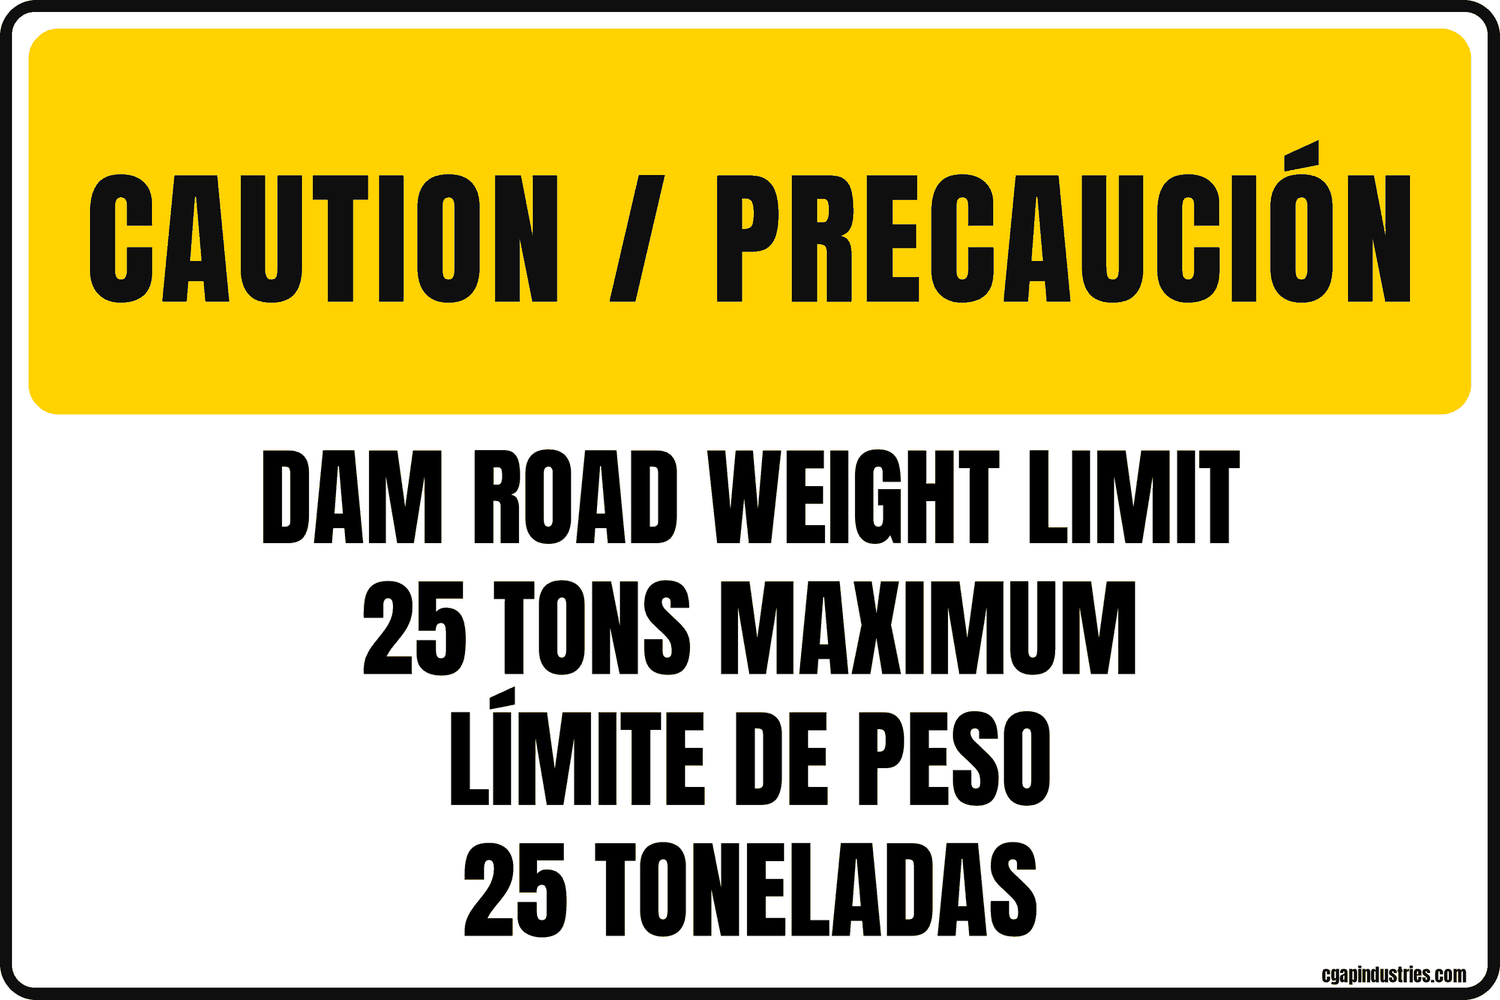 CAUTION / PRECAUCIÓN
DAM ROAD WEIGHT LIMIT
25 TONS MAXIMUM
LÍMITE DE PESO
25 TONELADAS
cgapindustries.com